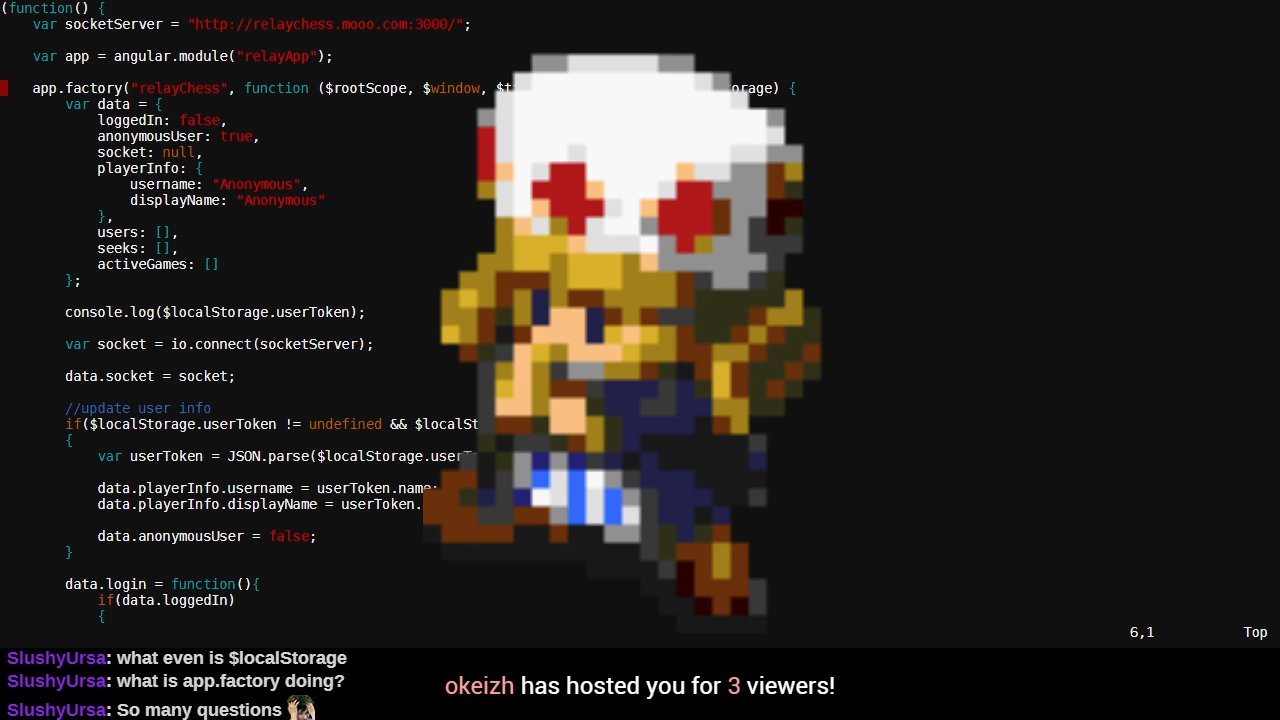 (function() {
var socketServer = "http://relaychess.mooo.com:3000/";
var app = angular.module("relayApp");
app.factory("relayChess", function ($rootScope, $window, $t orage) {
var data = {
loggedIn: false,
anonymousUser: true,
socket: null,
playerInfo: {
username: "Anonymous",
displayName: "Anonymous"
},
users: [],
seeks: [],
activeGames: []
};
console.log($localStorage.userToken);
var socket = io.connect(socketServer);
data.socket = socket;
//update user info
if($localStorage.userToken != undefined && $localSt
{
var userToken = JSON.parse($localStorage.userT
data.playerInfo.username = userToken.name;
data.playerInfo.displayName = userToken.
data.anonymousUser = false;
}
data.login = function(){
if(data.loggedIn)
{
6,1 Top
SlushyUrsa: what even is $localStorage
SlushyUrsa: what is app.factory doing?
SlushyUrsa: So many questions
okeizh has hosted you for 3 viewers!